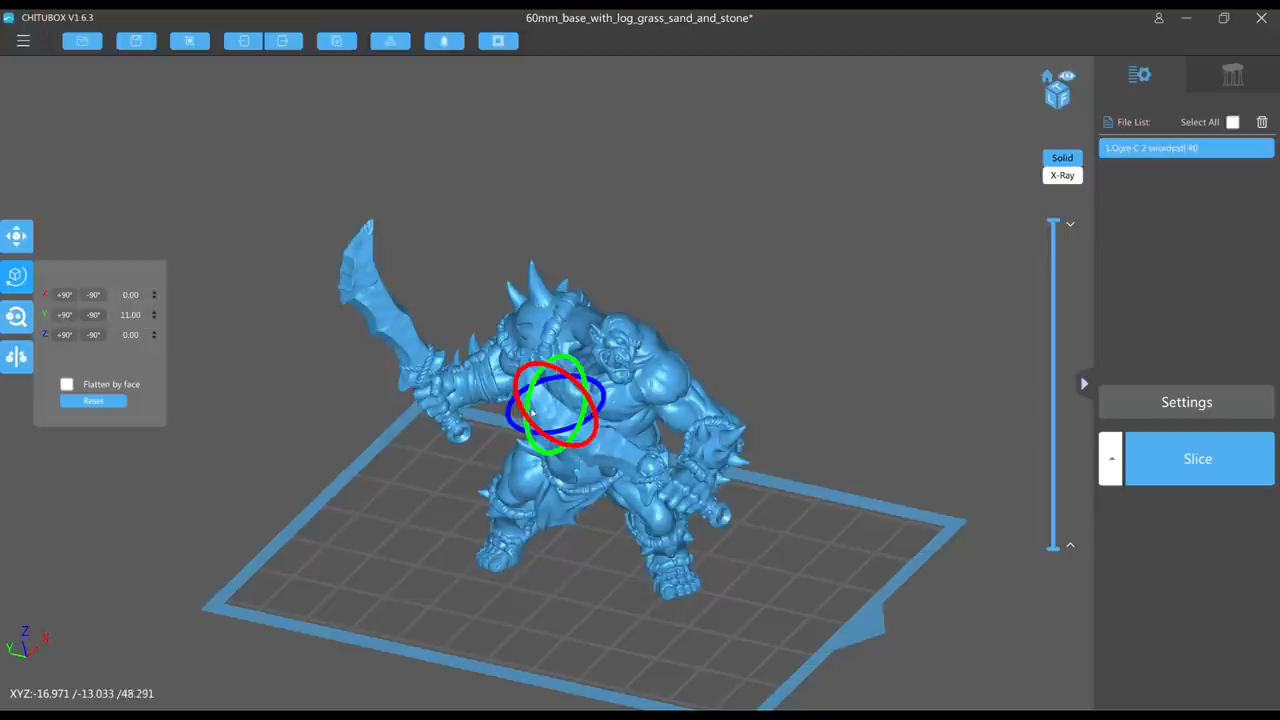 CHITUBOX V1.6.3
60mm_base_with_log_grass_sand_and_stone*
File List:
Select All
Solid
X-Ray
X +90° -90° 0.00
Y +90° -90° 11.00
Z +90° -90° 0.00
Flatten by face
Reset
Settings
Slice
T
L F
Z
Y X
XYZ:-16.971 /-13.033 /48.291